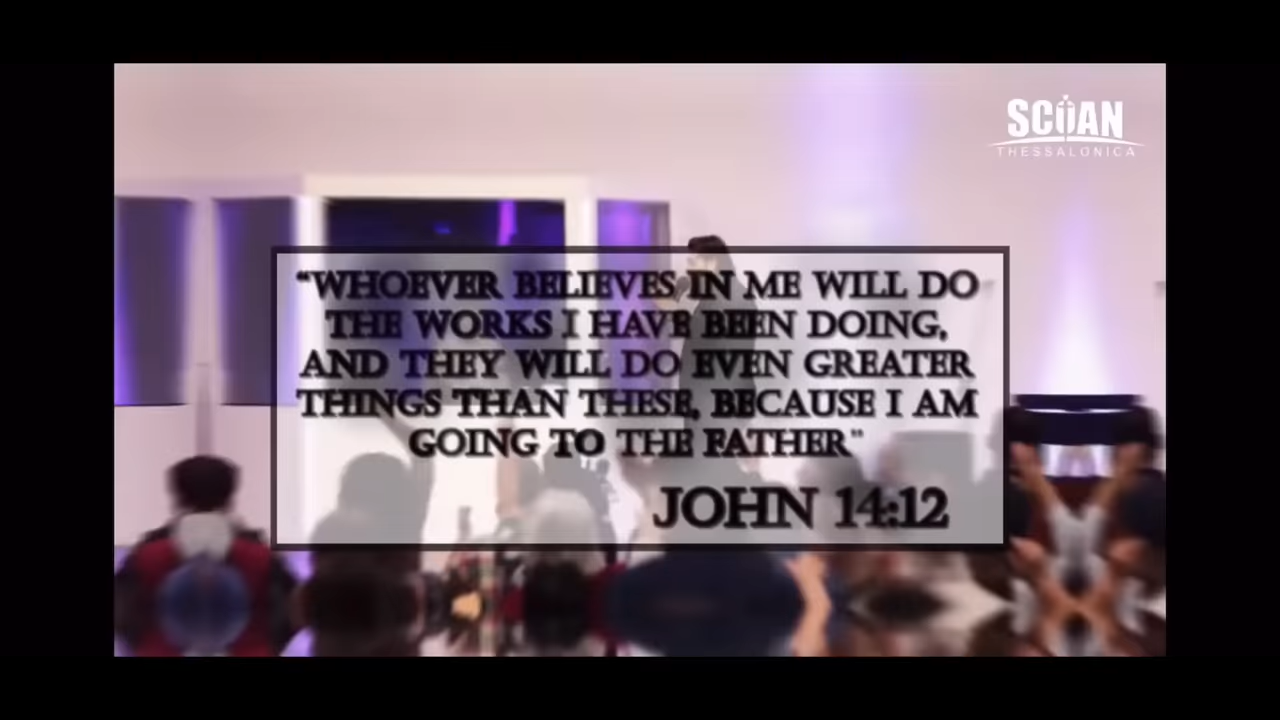 SCOAN
THESSALONICA
“WHOEVER BELIEVES IN ME WILL DO
THE WORKS I HAVE BEEN DOING,
AND THEY WILL DO EVEN GREATER
THINGS THAN THESE, BECAUSE I AM
GOING TO THE FATHER”
JOHN 14:12